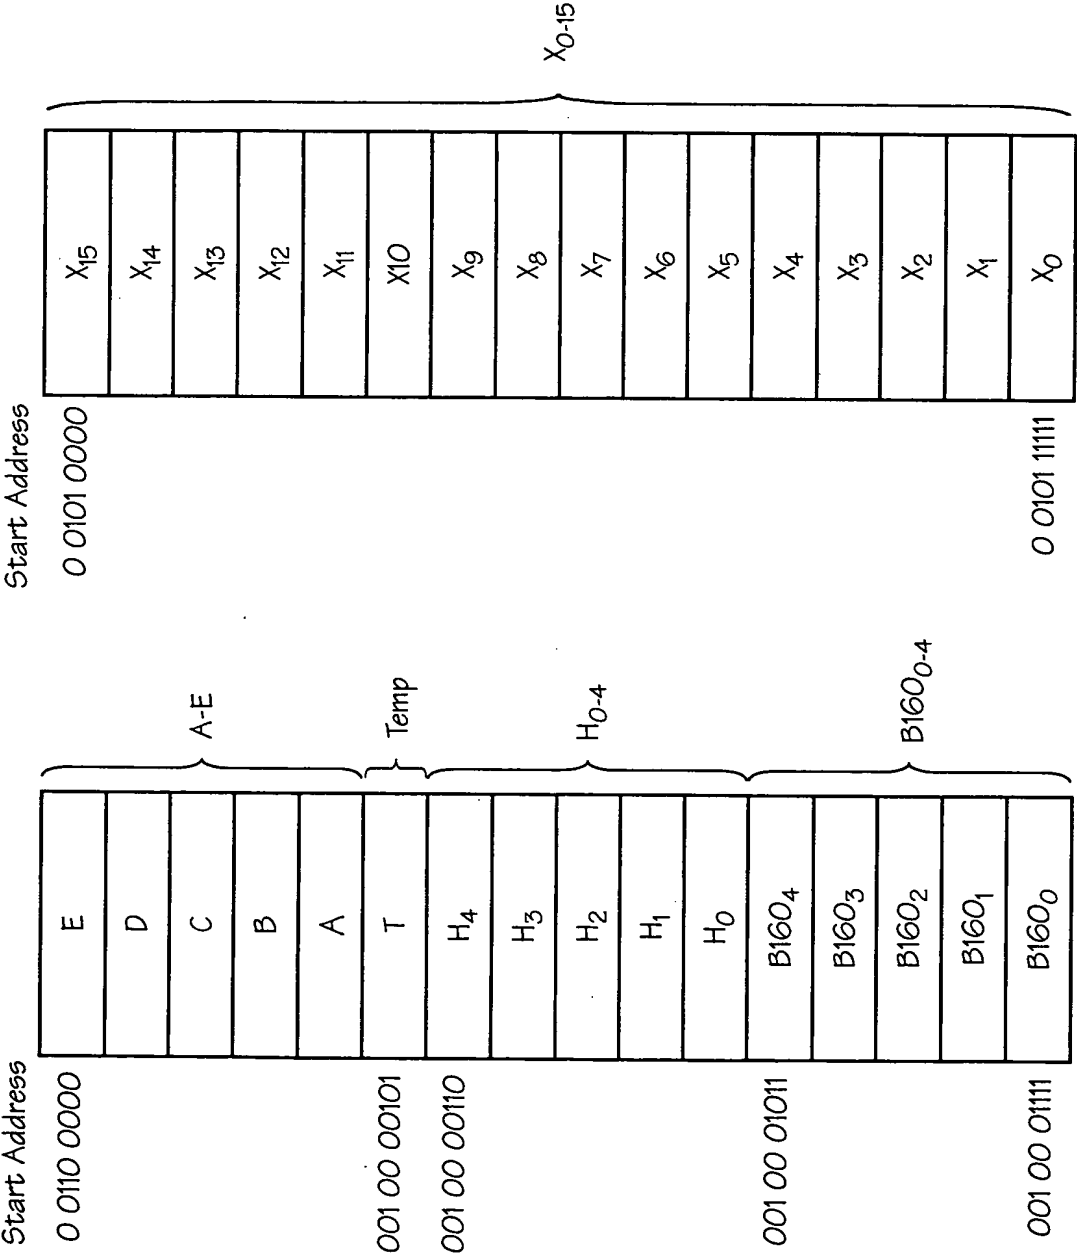 Start Address
0 0110 0000
E
D
C
B
A
A-E
001 00 00101
T
Temp
001 00 00110
H4
H3
H2
H1
H0
H0-4
001 00 01011
B1604
B1603
B1602
B1601
001 00 01111
B1600
B1600-4
Start Address
0 0101 0000
X15
X14
X13
X12
X11
X10
X9
X8
X7
X6
X5
X4
X3
X2
X1
0 0101 11111
X0
X0-15